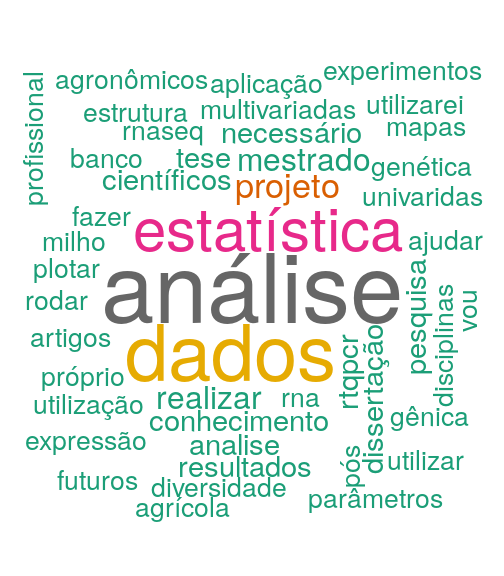 experimentos
agronômicos
aplicação
profissional
estrutura
multivariadas
utilizarei
rnaseq
necessário
mapas
banco
tese
mestrado
genética
científicos
projeto
univaridas
fazer
estatística
milho
ajudar
plotar
análise
pesquisa
disciplinas
vou
rodar
artigos
dados
rtqpcr
dissertação
próprio
utilização
realizar
rna
gênica
conhecimento
expressão
analise
utilizar
resultados
pós
futuros
diversidade
parâmetros
agrícola